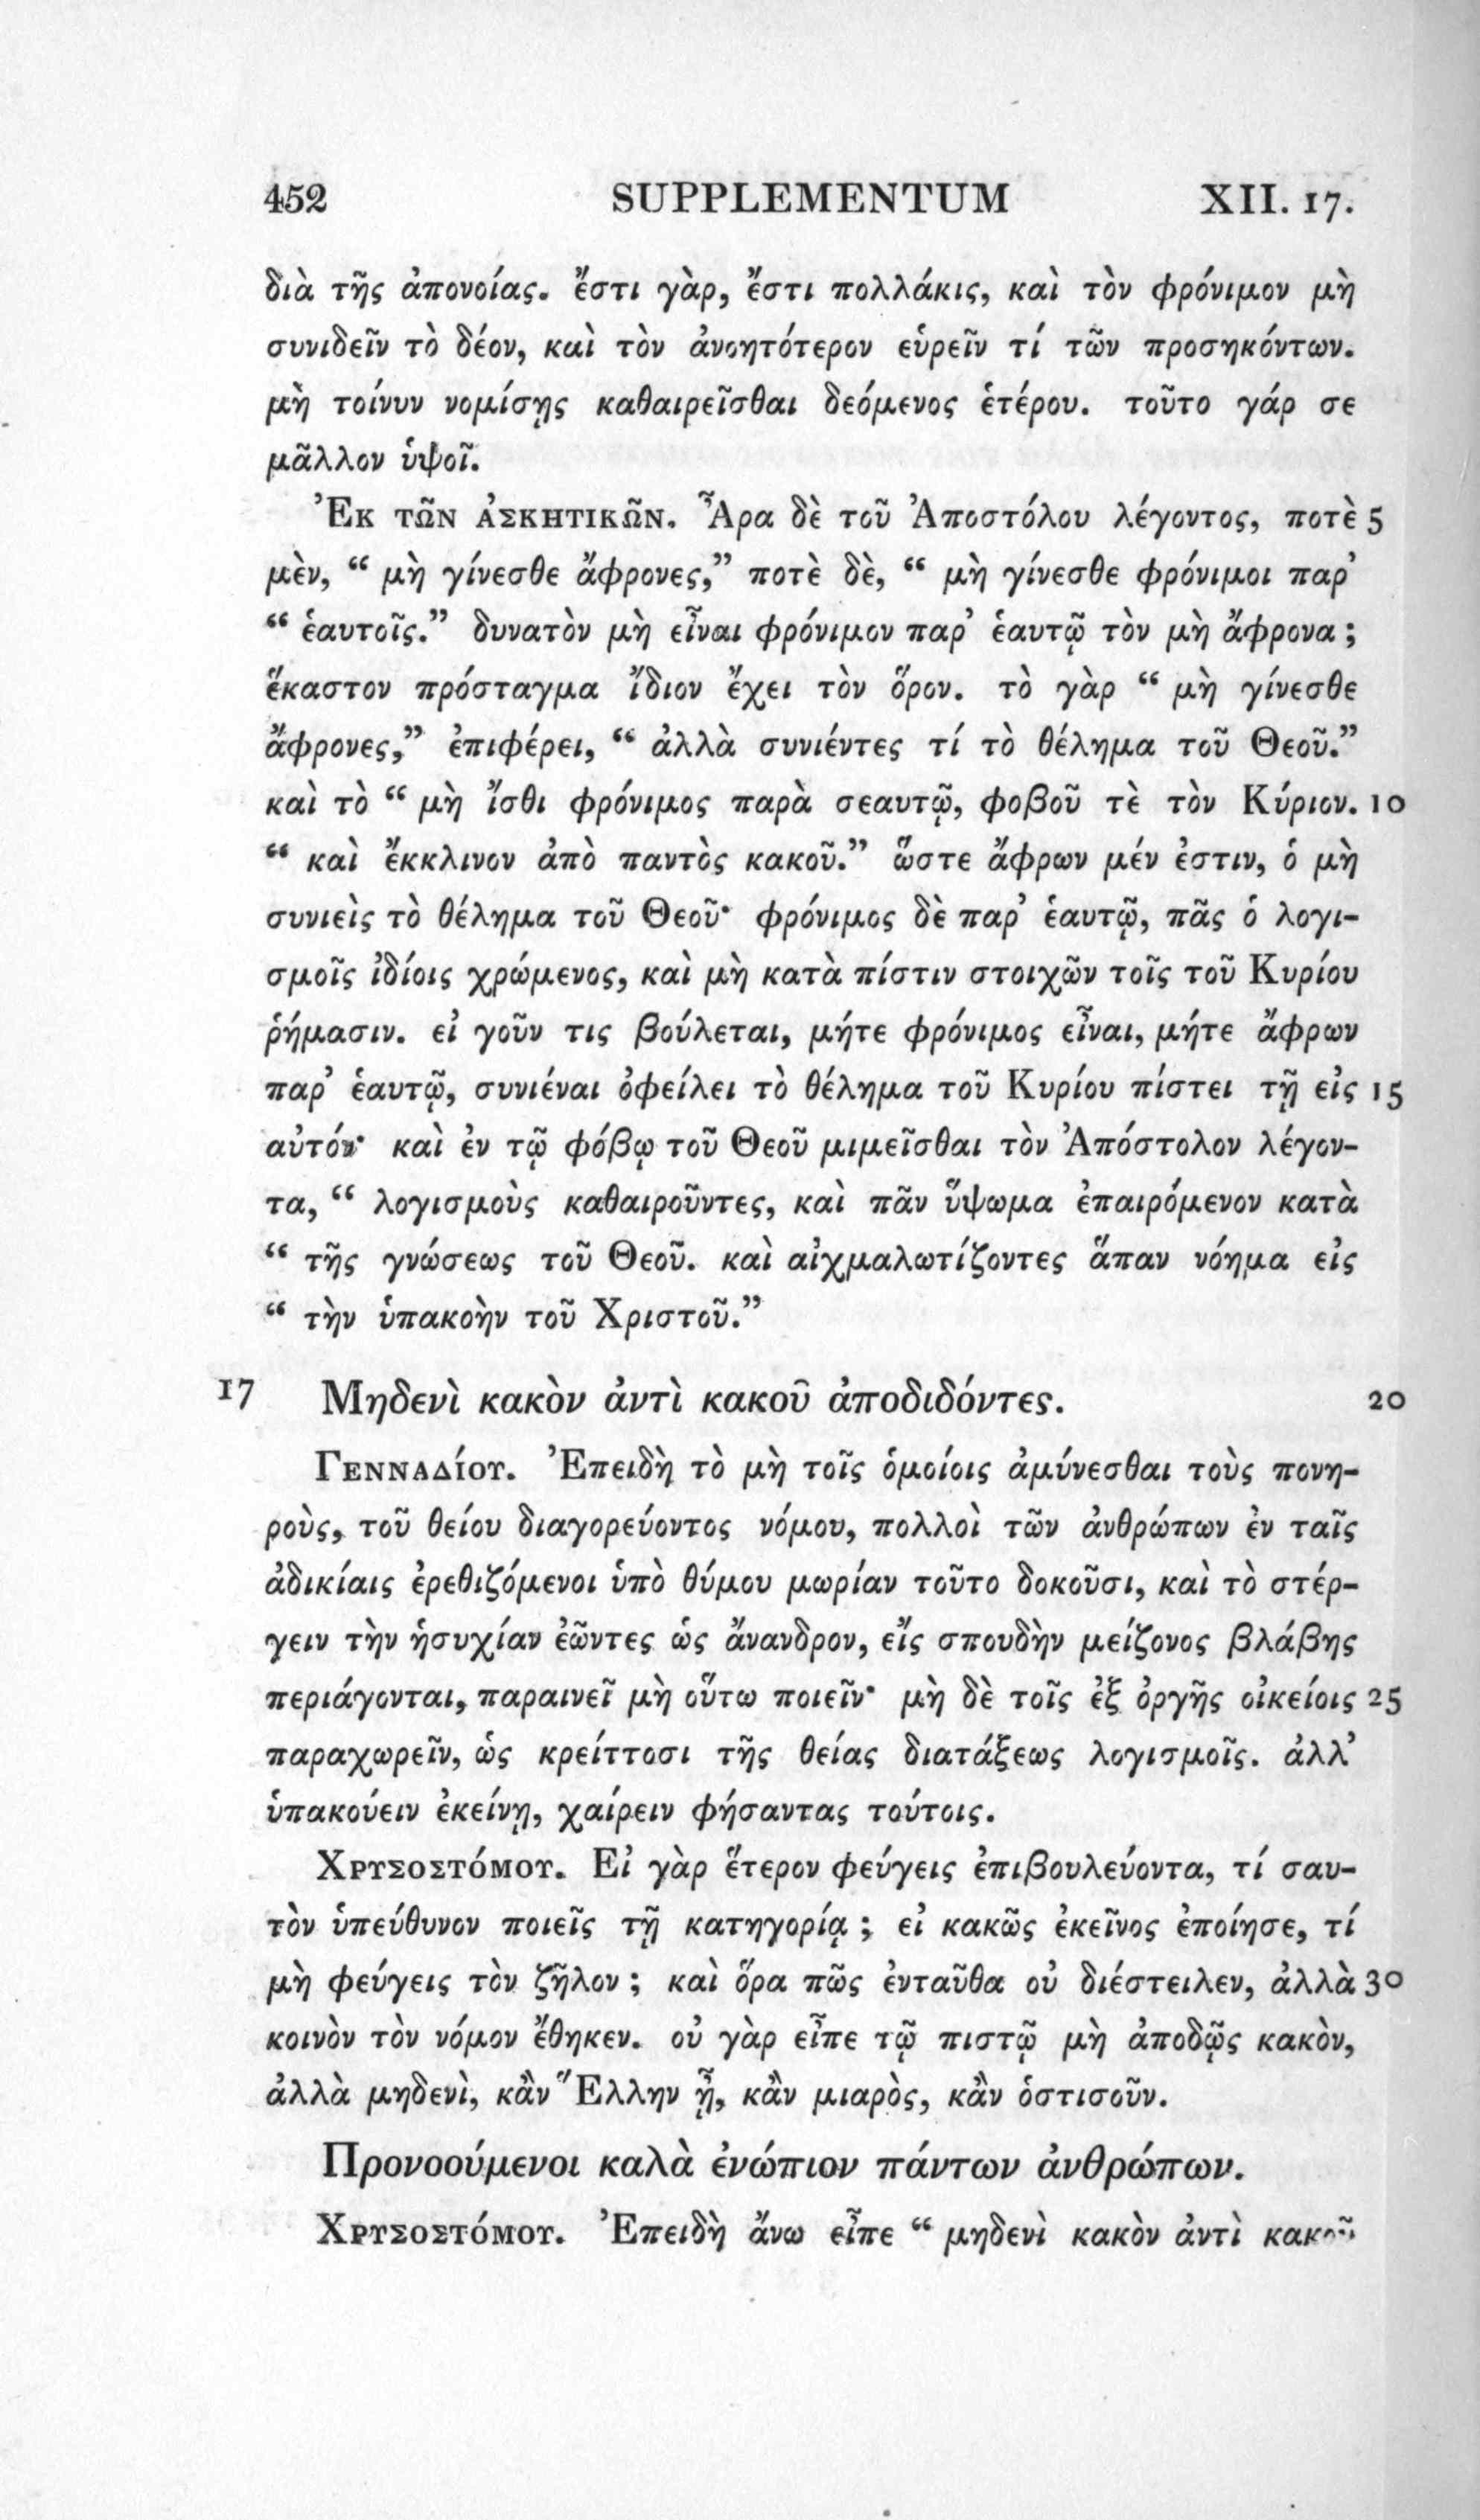 452 SUPPLEMENTUM XII. 17.
διὰ τῆς ἀπονοίας. ἔστι γὰρ, ἔστι πολλάκις, καὶ τὸν φρόνιμον μὴ
συνιδεῖν τὸ δέον, καὶ τὸν ἀνοητότερον εὑρεῖν τί τῶν προσηκόντων.
μὴ τοίνυν νομίσῃς καθαιρεῖσθαι δεόμενος ἑτέρου. τοῦτο γάρ σε
μᾶλλον ὑψοῖ.
Ἐκ τῶν ἀσκητικῶν. Ἆρα δὲ τοῦ Ἀποστόλου λέγοντος, ποτὲ 5
μὲν, “ μὴ γίνεσθε ἄφρονες,” ποτὲ δὲ, “ μὴ γίνεσθε φρόνιμοι παρ’
“ ἑαυτοῖς.” δυνατὸν μὴ εἶναι φρόνιμον παρ’ ἑαυτῷ τὸν μὴ ἄφρονα ;
ἕκαστον πρόσταγμα ἴδιον ἔχει τὸν ὅρον. τὸ γὰρ “ μὴ γίνεσθε
ἄφρονες,” ἐπιφέρει, “ ἀλλὰ συνιέντες τί τὸ θέλημα τοῦ Θεοῦ.”
καὶ τὸ “ μὴ ἴσθι φρόνιμος παρὰ σεαυτῷ, φοβοῦ τὲ τὸν Κύριον. 10
“ καὶ ἔκκλινον ἀπὸ παντὸς κακοῦ.” ὥστε ἄφρων μέν ἐστιν, ὁ μὴ
συνιεὶς τὸ θέλημα τοῦ Θεοῦ· φρόνιμος δὲ παρ’ ἑαυτῷ, πᾶς ὁ λογι-
σμοῖς ἰδίοις χρώμενος, καὶ μὴ κατὰ πίστιν στοιχῶν τοῖς τοῦ Κυρίου
ῥήμασιν. εἰ γοῦν τις βούλεται, μήτε φρόνιμος εἶναι, μήτε ἄφρων
παρ’ ἑαυτῷ, συνιέναι ὀφείλει τὸ θέλημα τοῦ Κυρίου πίστει τῇ εἰς 15
αὐτόν· καὶ ἐν τῷ φόβῳ τοῦ Θεοῦ μιμεῖσθαι τὸν Ἀπόστολον λέγον-
τα, “ λογισμοὺς καθαιροῦντες, καὶ πᾶν ὕψωμα ἐπαιρόμενον κατὰ
“ τῆς γνώσεως τοῦ Θεοῦ. καὶ αἰχμαλωτίζοντες ἅπαν νόημα εἰς
“ τὴν ὑπακοὴν τοῦ Χριστοῦ.”
17 Μηδενὶ κακὸν ἀντὶ κακοῦ ἀποδιδόντες. 20
Γενναδίου. Ἐπειδὴ τὸ μὴ τοῖς ὁμοίοις ἀμύνεσθαι τοὺς πονη-
ροὺς, τοῦ θείου διαγορεύοντος νόμου, πολλοὶ τῶν ἀνθρώπων ἐν ταῖς
ἀδικίαις ἐρεθιζόμενοι ὑπὸ θύμου μωρίαν τοῦτο δοκοῦσι, καὶ τὸ στέρ-
γειν τὴν ἡσυχίαν ἐῶντες ὡς ἄνανδρον, εἴς σπουδὴν μείζονος βλάβης
περιάγονται, παραινεῖ μὴ οὕτω ποιεῖν· μὴ δὲ τοῖς ἐξ ὀργῆς οἰκείοις 25
παραχωρεῖν, ὡς κρείττοσι τῆς θείας διατάξεως λογισμοῖς. ἀλλ’
ὑπακούειν ἐκείνῃ, χαίρειν φήσαντας τούτοις.
Χρυσοστόμου. Εἰ γὰρ ἕτερον φεύγεις ἐπιβουλεύοντα, τί σαυ-
τὸν ὑπεύθυνον ποιεῖς τῇ κατηγορίᾳ ; εἰ κακῶς ἐκεῖνος ἐποίησε, τί
μὴ φεύγεις τὸν ζῆλον ; καὶ ὅρα πῶς ἐνταῦθα οὐ διέστειλεν, ἀλλὰ 30
κοινὸν τὸν νόμον ἔθηκεν. οὐ γὰρ εἶπε τῷ πιστῷ μὴ ἀποδῷς κακὸν,
ἀλλὰ μηδενὶ, κἂν Ἕλλην ᾖ, κἂν μιαρὸς, κἂν ὁστισοῦν.
Προνοούμενοι καλὰ ἐνώπιον πάντων ἀνθρώπων.
Χρυσοστόμου. Ἐπειδὴ ἄνω εἶπε “ μηδενὶ κακὸν ἀντὶ κακοῦ